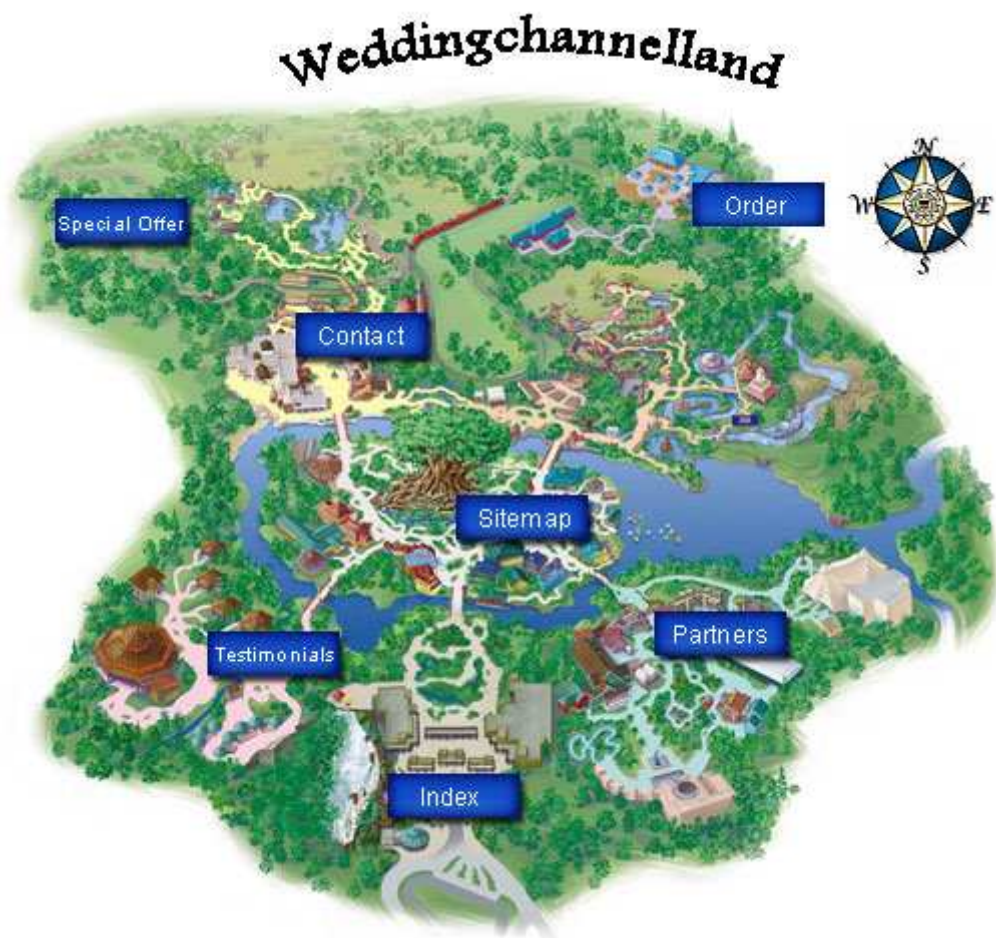 Weddingchannelland
N
W E
S
Order
Special Offer
Contact
Sitemap
Partners
Testimonials
Index